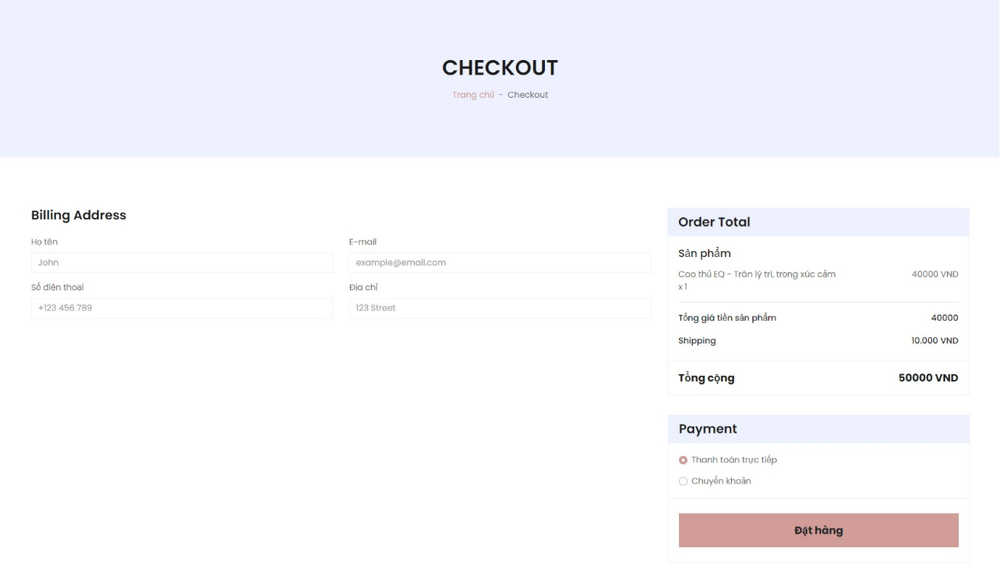 CHECKOUT
Trang chủ - Checkout
Billing Address
Họ tên
E-mail
John
example@email.com
Số điện thoại
Địa chỉ
+123 456 789
123 Street
Order Total
Sản phẩm
Cao thủ EQ - Trăn lý trí, trọng xúc cảm 40000 VND
x 1
Tổng giá tiền sản phẩm 40000
Shipping 10.000 VND
Tổng cộng 50000 VND
Payment
Thanh toán trực tiếp
Chuyển khoản
Đặt hàng